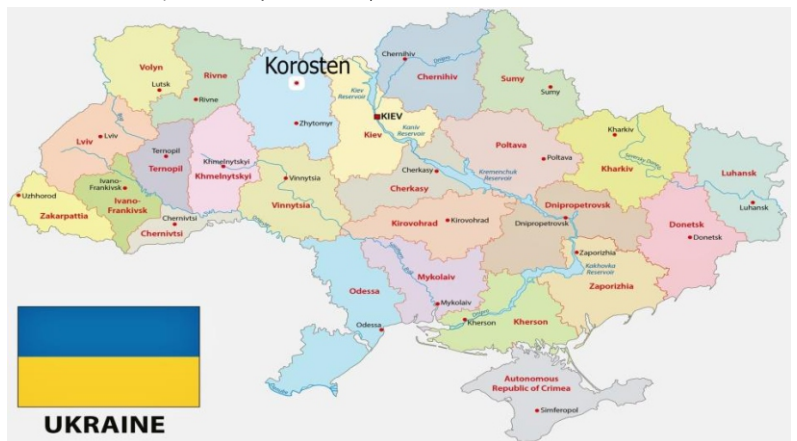 Chernihiv
Desna
Volyn
Rivne
Korosten
Chernihiv
Sumy
Lutsk
Kiev
Reservoir
Sumy
Rivne
KIEV
Lviv
Zhytomyr
Kiev
Kaniv
Reservoir
Kharkiv
Lviv
Ternopil
Poltava
Luhansk
Ternopil
Khmelnytskyi
Poltava
Kharkiv
Khmelnytskyi
Cherkasy
Kremenchuk
Reservoir
Ivano-
Frankivsk
Vinnytsia
Cherkasy
Uzhhorod
Ivano-
Frankivsk
Vinnytsia
Luhansk
Zakarpattia
Chernivtsi
Dnipropetrovsk
Donetsk
Chernivtsi
Kirovohrad
Kirovohrad
Dnipropetrovsk
Donetsk
Zaporizhia
Kakhovka
Reservoir
Mykolaiv
Odessa
Zaporizhia
Mykolaiv
Odessa
Kherson
Kherson
Autonomous
Republic of Crimea
Simferopol
UKRAINE